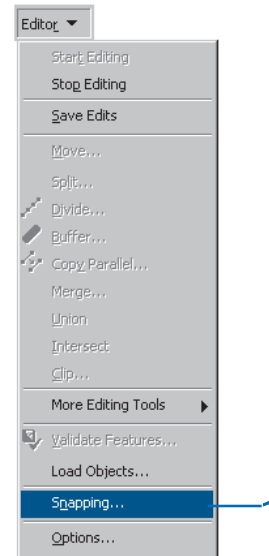 Editor
Start Editing
Stop Editing
Save Edits
Move...
Split...
Divide...
Buffer...
Copy Parallel...
Merge...
Union
Intersect
Clip...
More Editing Tools
Validate Features...
Load Objects...
Snapping...
Options...